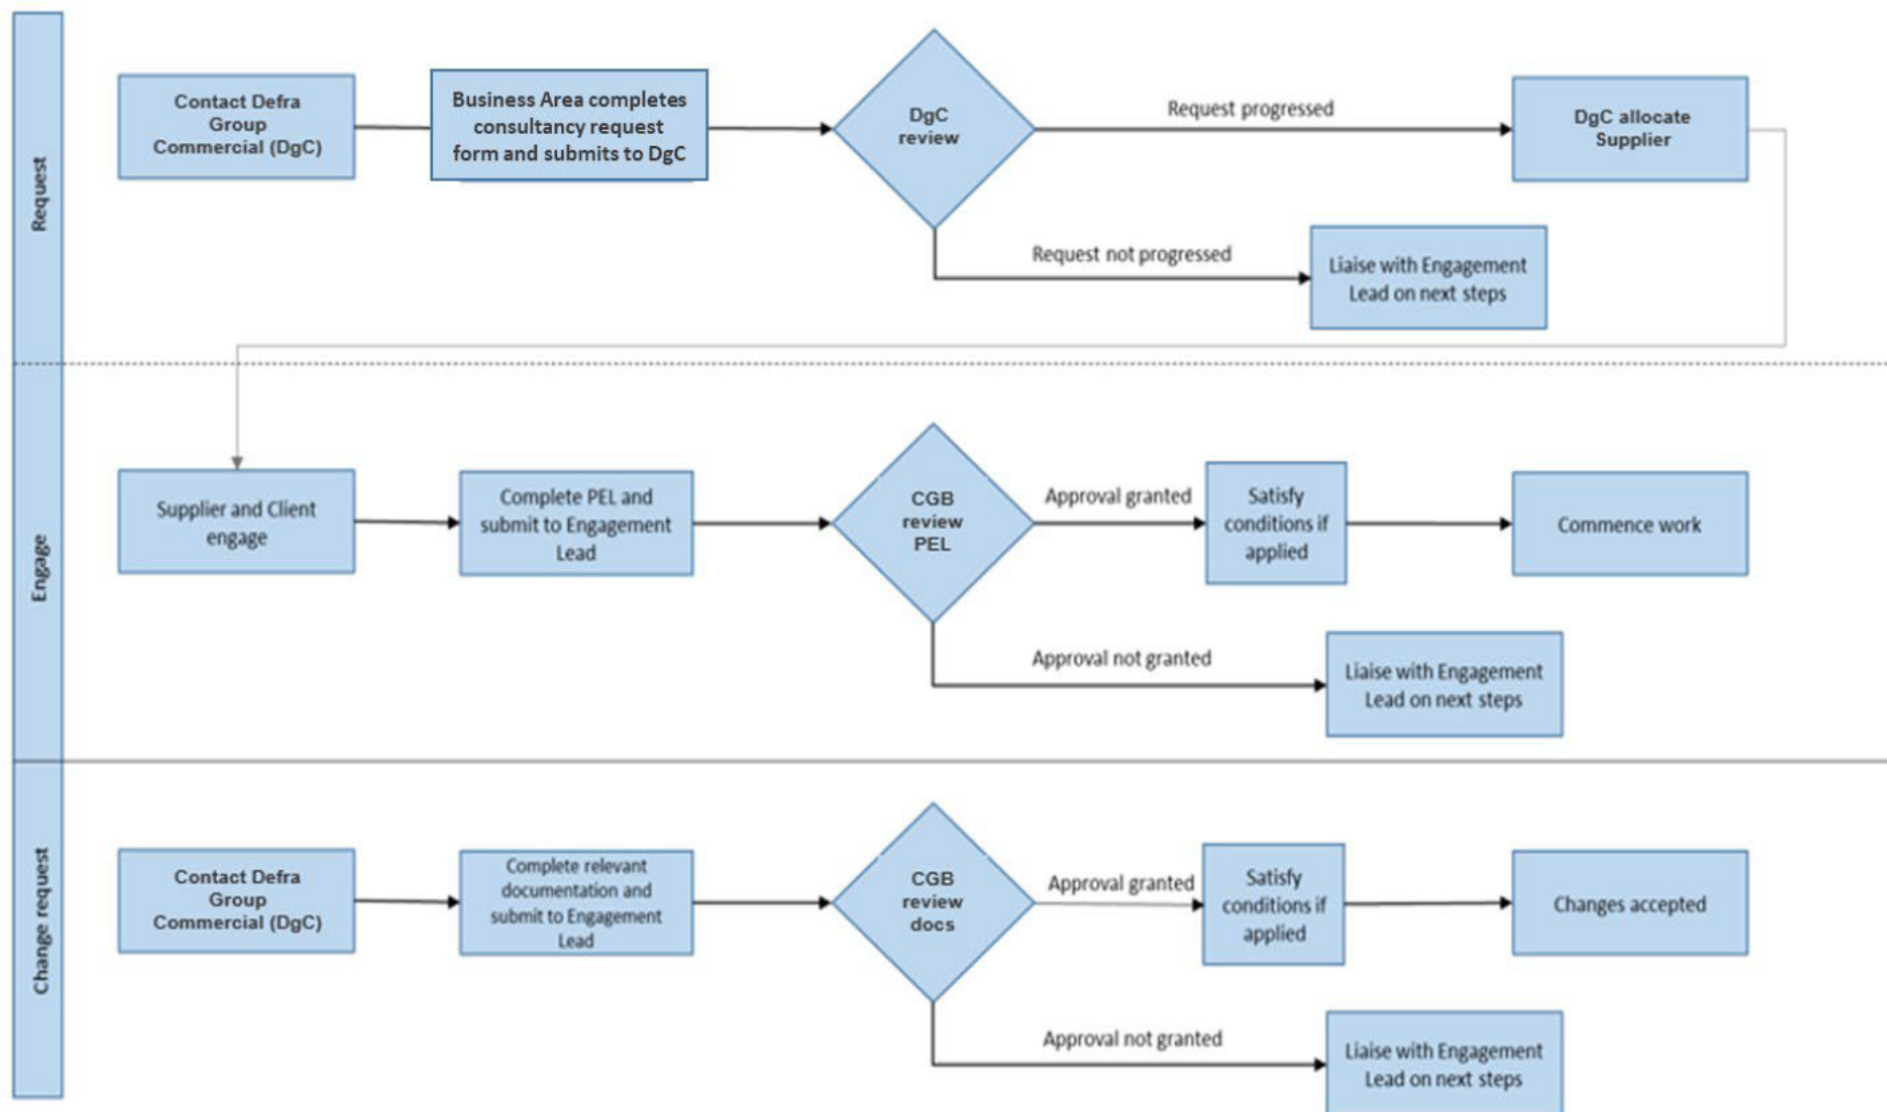 Request
Contact Defra
Group
Commercial (DgC)
Business Area completes
consultancy request
form and submits to DgC
DgC
review
Request progressed
DgC allocate
Supplier
Request not progressed
Liaise with Engagement
Lead on next steps
Engage
Supplier and Client
engage
Complete PEL and
submit to Engagement
Lead
CGB
review
PEL
Approval granted
Satisfy
conditions if
applied
Commence work
Approval not granted
Liaise with Engagement
Lead on next steps
Change request
Contact Defra
Group
Commercial (DgC)
Complete relevant
documentation and
submit to Engagement
Lead
CGB
review
docs
Approval granted
Satisfy
conditions if
applied
Changes accepted
Approval not granted
Liaise with Engagement
Lead on next steps